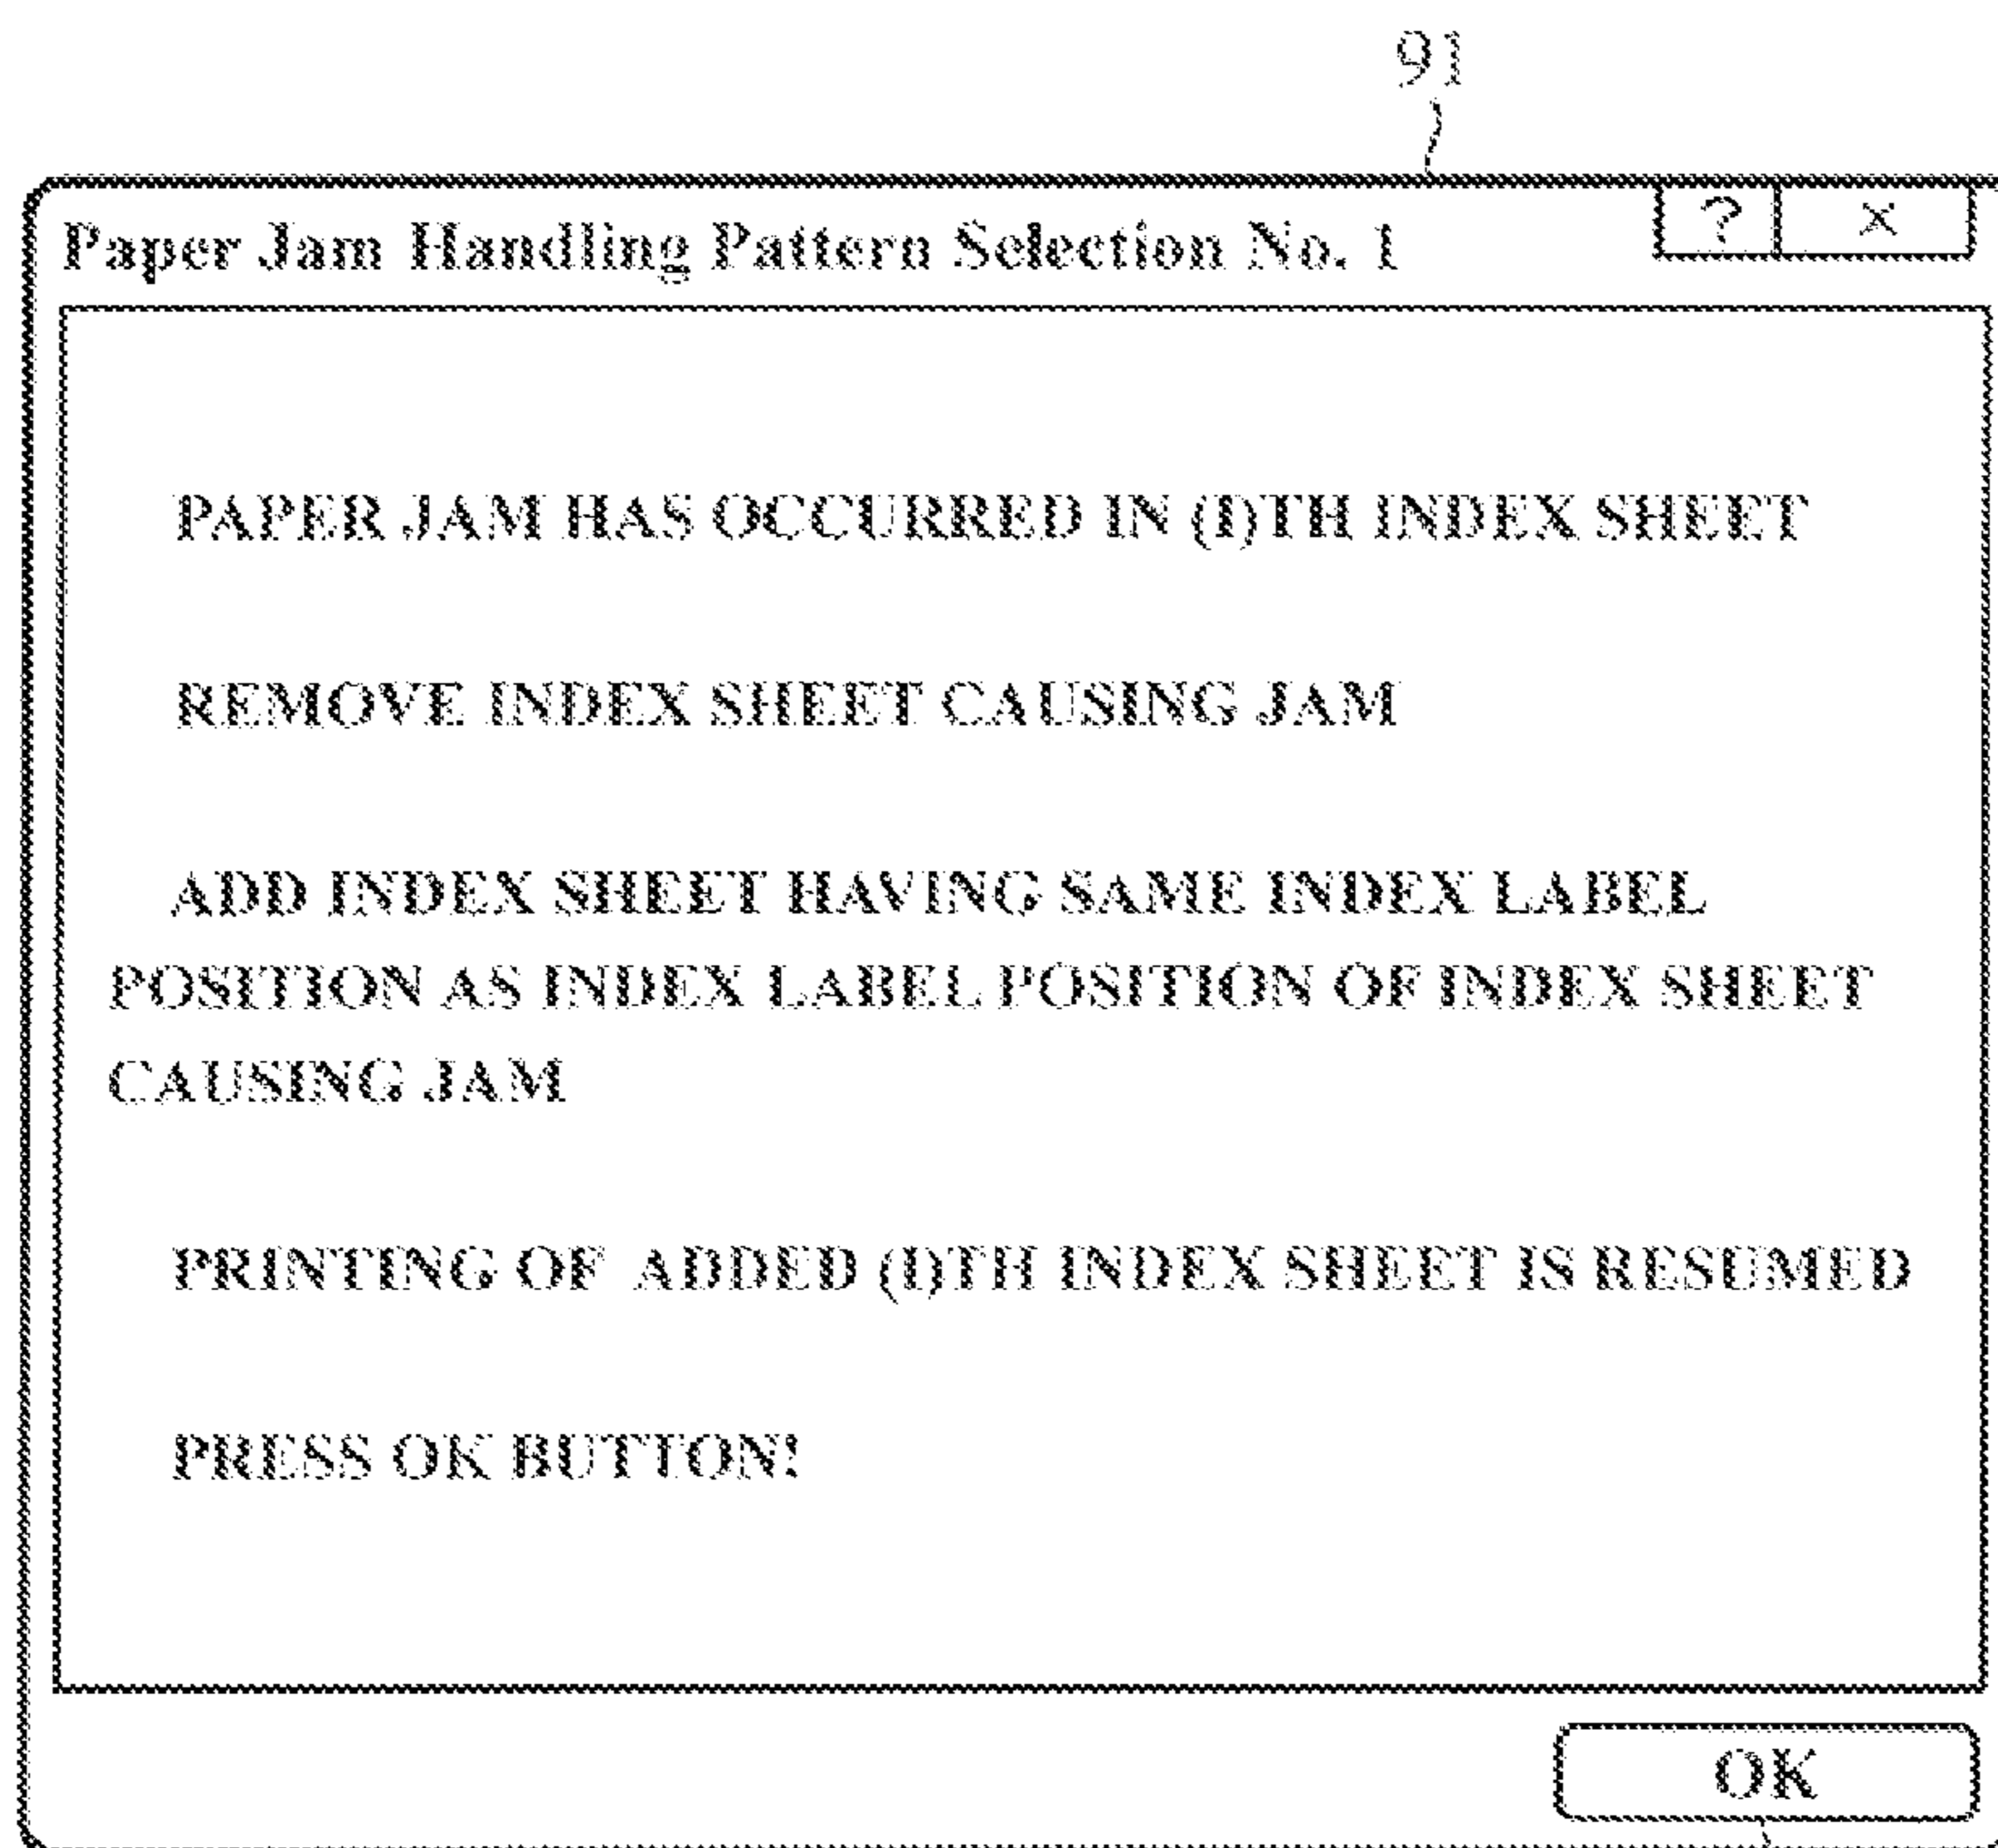 91
Paper Jam Handling Pattern Selection No. 1
? X
PAPER JAM HAS OCCURRED IN (I)TH INDEX SHEET
REMOVE INDEX SHEET CAUSING JAM
ADD INDEX SHEET HAVING SAME INDEX LABEL
POSITION AS INDEX LABEL POSITION OF INDEX SHEET
CAUSING JAM
PRINTING OF ADDED (I)TH INDEX SHEET IS RESUMED
PRESS OK BUTTON!
OK